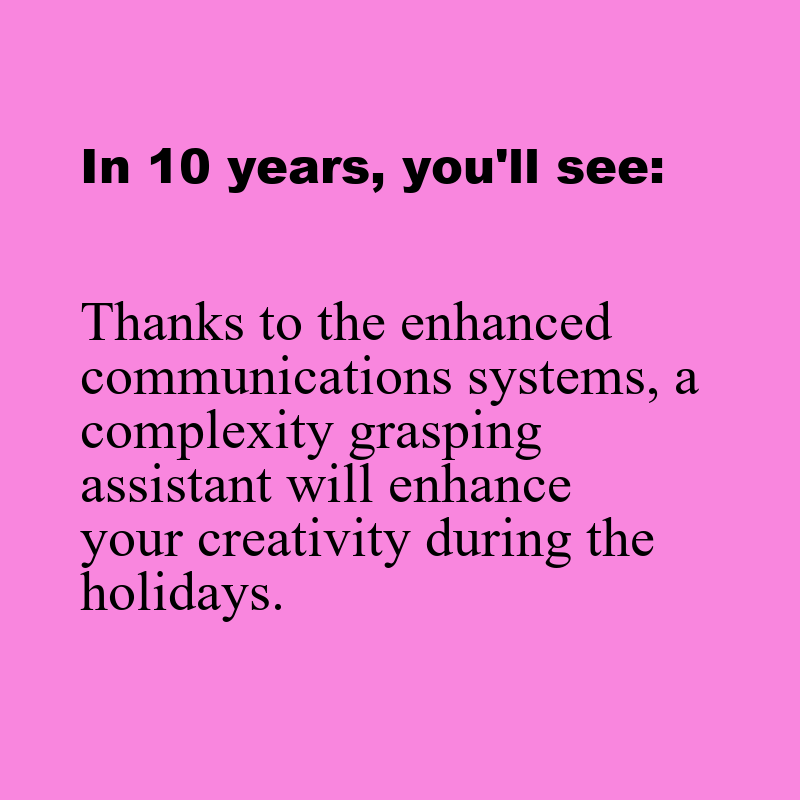 In 10 years, you'll see:
Thanks to the enhanced
communications systems, a
complexity grasping
assistant will enhance
your creativity during the
holidays.